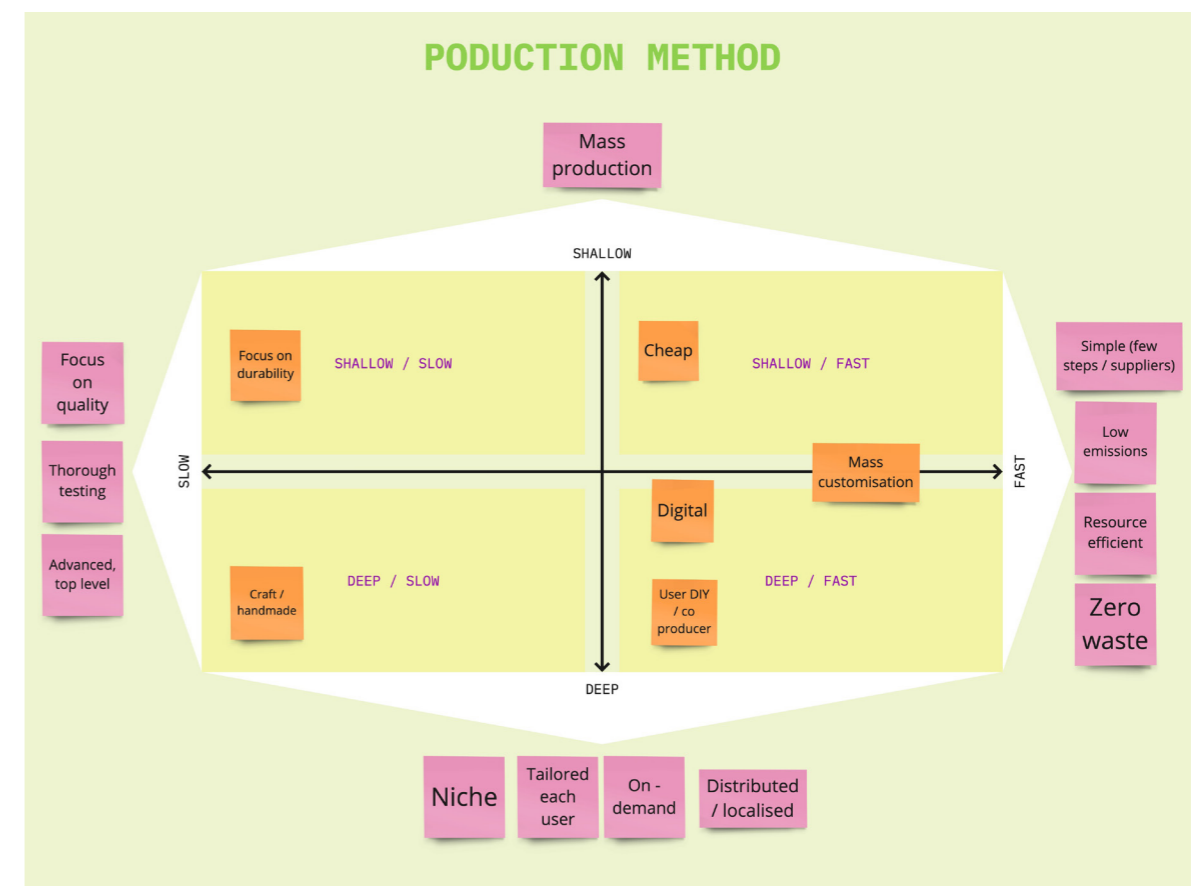 PODUCTION METHOD
Mass
production
SHALLOW
Focus
on
quality
Thorough
testing
Advanced,
top level
SLOW
Focus on
durability
SHALLOW / SLOW
Cheap
SHALLOW / FAST
Mass
customisation
Craft /
handmade
DEEP / SLOW
Digital
User DIY
/ co
producer
DEEP / FAST
FAST
Simple (few
steps / suppliers)
Low
emissions
Resource
efficient
Zero
waste
DEEP
Niche
Tailored
each
user
On -
demand
Distributed
/ localised